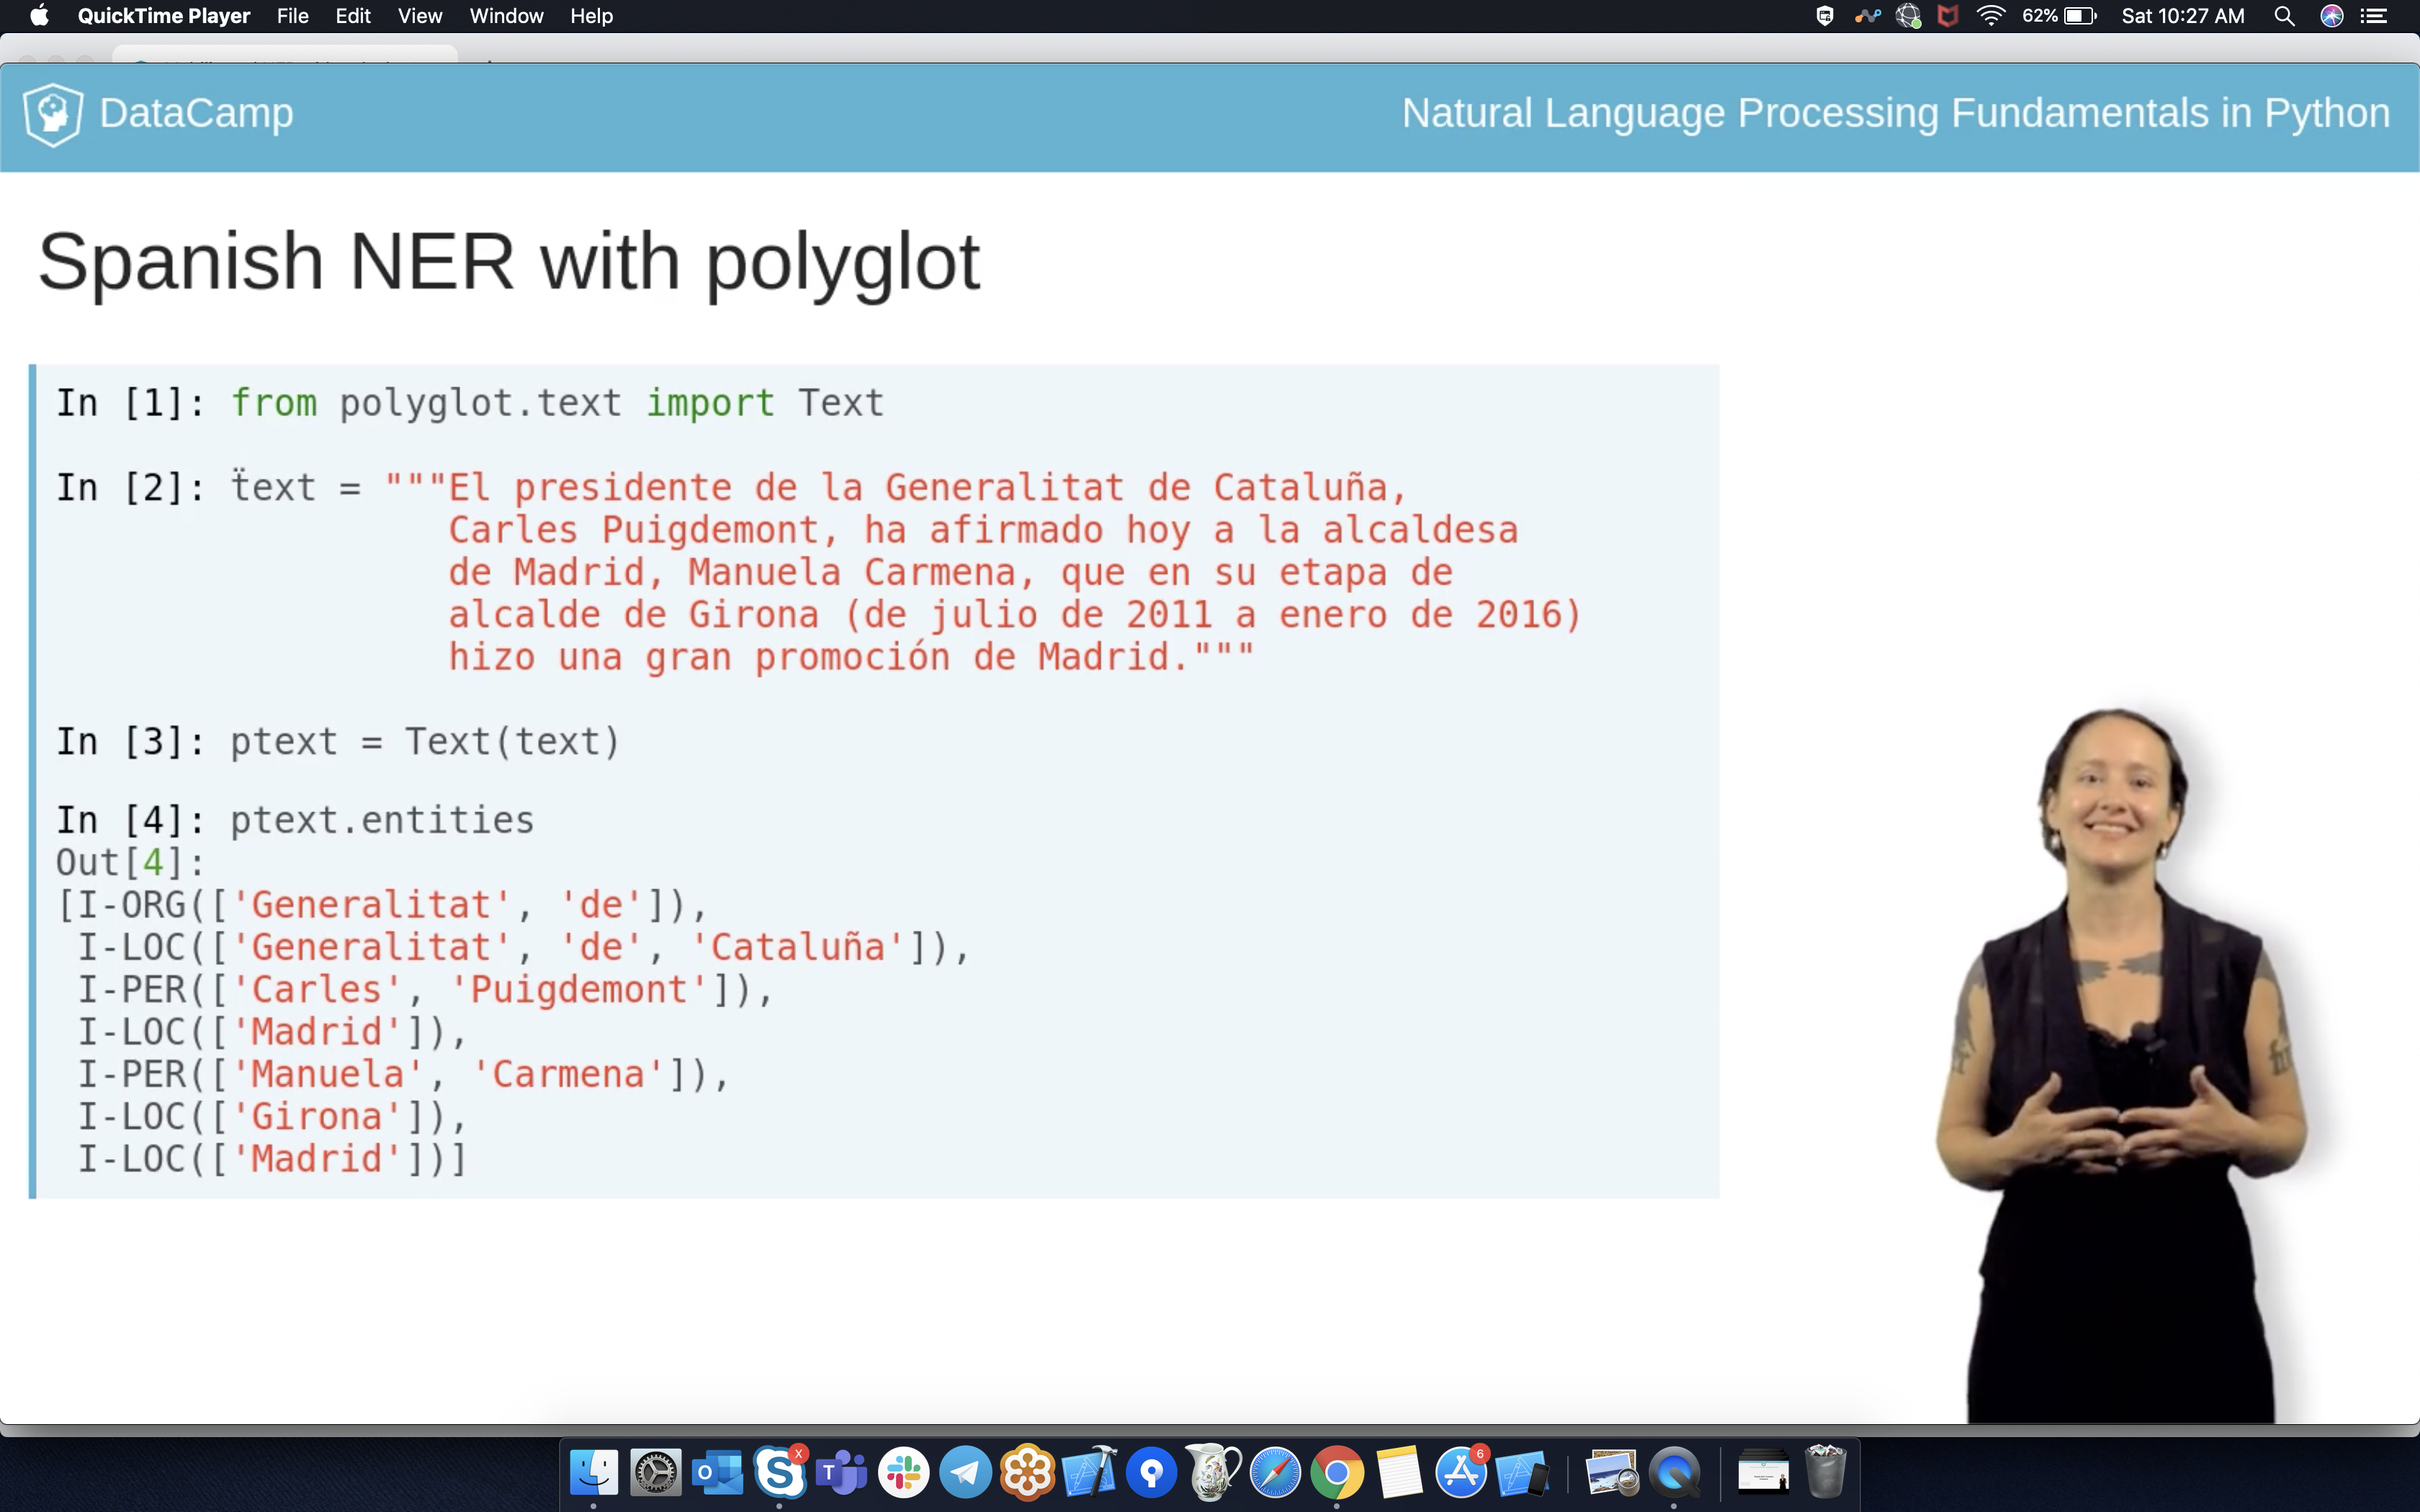 QuickTime Player File Edit View Window Help 62% Sat 10:27 AM
DataCamp Natural Language Processing Fundamentals in Python
Spanish NER with polyglot
In [1]: from polyglot.text import Text
In [2]: ẗext = """El presidente de la Generalitat de Cataluña,
Carles Puigdemont, ha afirmado hoy a la alcaldesa
de Madrid, Manuela Carmena, que en su etapa de
alcalde de Girona (de julio de 2011 a enero de 2016)
hizo una gran promoción de Madrid."""
In [3]: ptext = Text(text)
In [4]: ptext.entities
Out[4]:
[I-ORG(['Generalitat', 'de']),
I-LOC(['Generalitat', 'de', 'Cataluña']),
I-PER(['Carles', 'Puigdemont']),
I-LOC(['Madrid']),
I-PER(['Manuela', 'Carmena']),
I-LOC(['Girona']),
I-LOC(['Madrid'])]